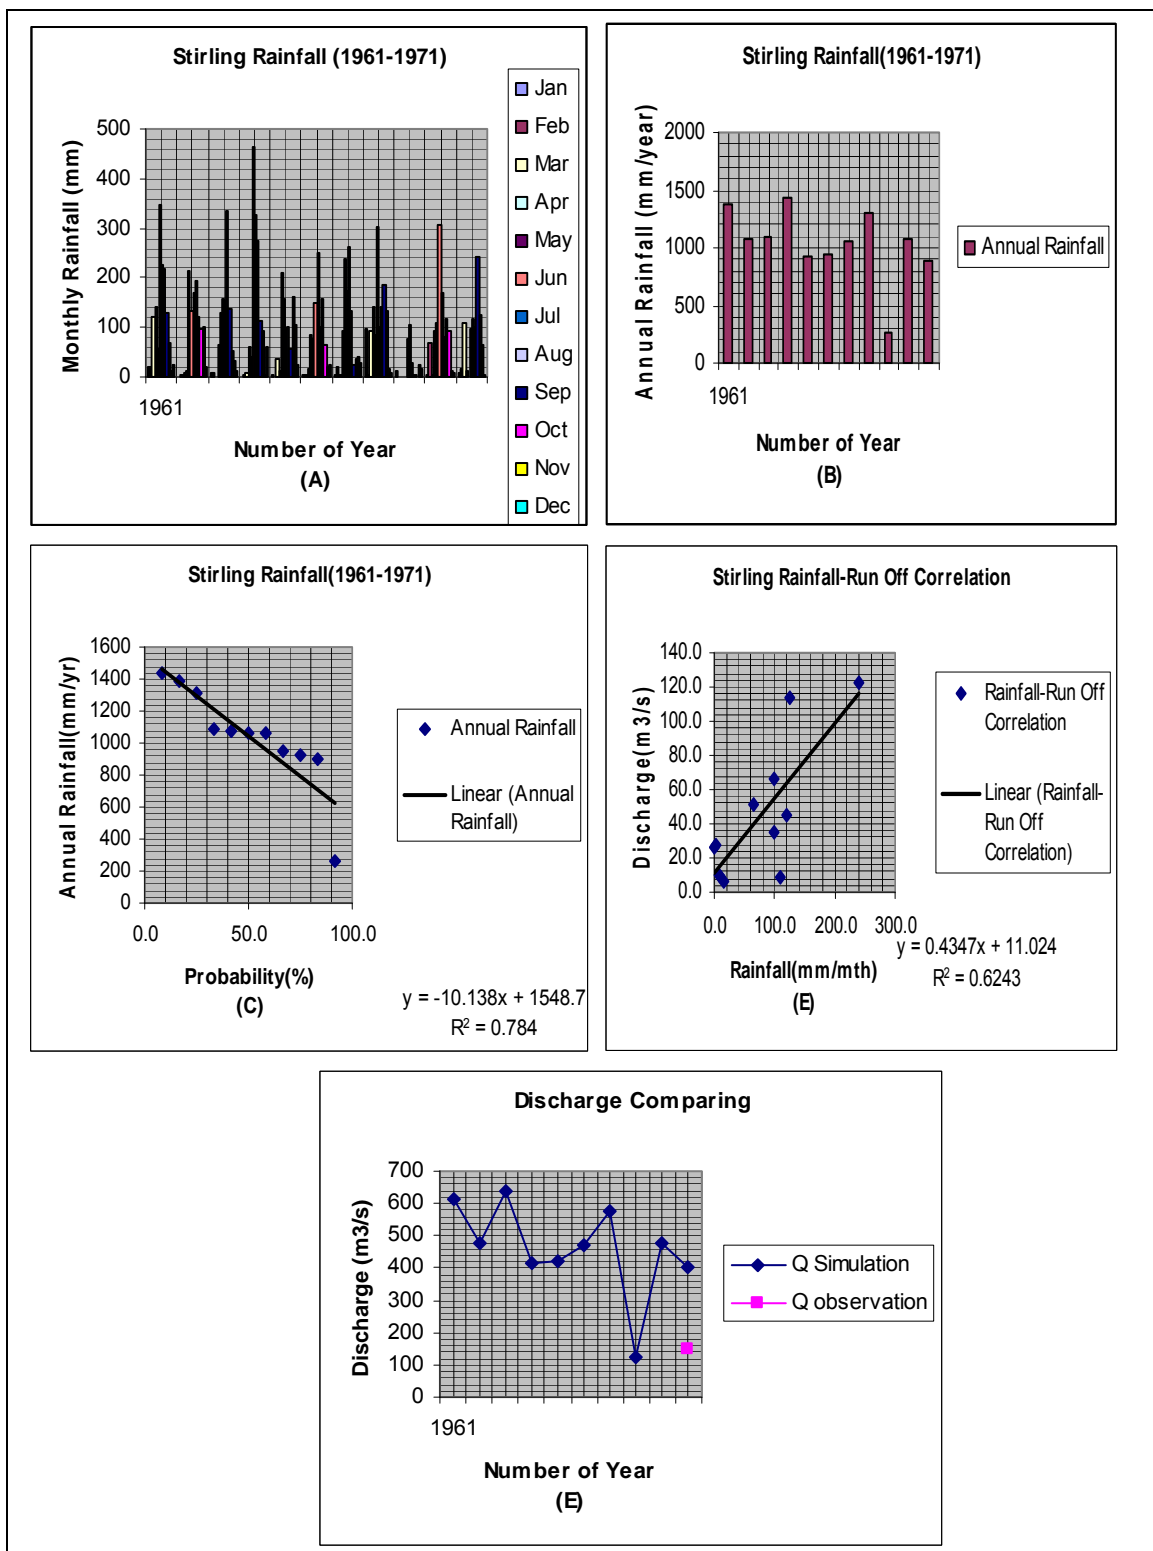 Stirling Rainfall (1961-1971)
Monthly Rainfall (mm)
500
400
300
200
100
0
1961
Number of Year
(A)
Jan
Feb
Mar
Apr
May
Jun
Jul
Aug
Sep
Oct
Nov
Dec
Stirling Rainfall(1961-1971)
Annual Rainfall (mm/year)
2000
1500
1000
500
0
1961
Number of Year
(B)
Annual Rainfall
Stirling Rainfall(1961-1971)
Annual Rainfall(mm/yr)
1600
1400
1200
1000
800
600
400
200
0
0.0 50.0 100.0
Probability(%)
(C)
Annual Rainfall
Linear (Annual
Rainfall)
y = -10.138x + 1548.7
R² = 0.784
Stirling Rainfall-Run Off Correlation
Discharge(m3/s)
140.0
120.0
100.0
80.0
60.0
40.0
20.0
0.0
0.0 100.0 200.0 300.0
Rainfall(mm/mth)
(E)
Rainfall-Run Off
Correlation
Linear (Rainfall-
Run Off
Correlation)
y = 0.4347x + 11.024
R² = 0.6243
Discharge Comparing
Discharge (m3/s)
700
600
500
400
300
200
100
0
1961
Number of Year
(E)
Q Simulation
Q observation